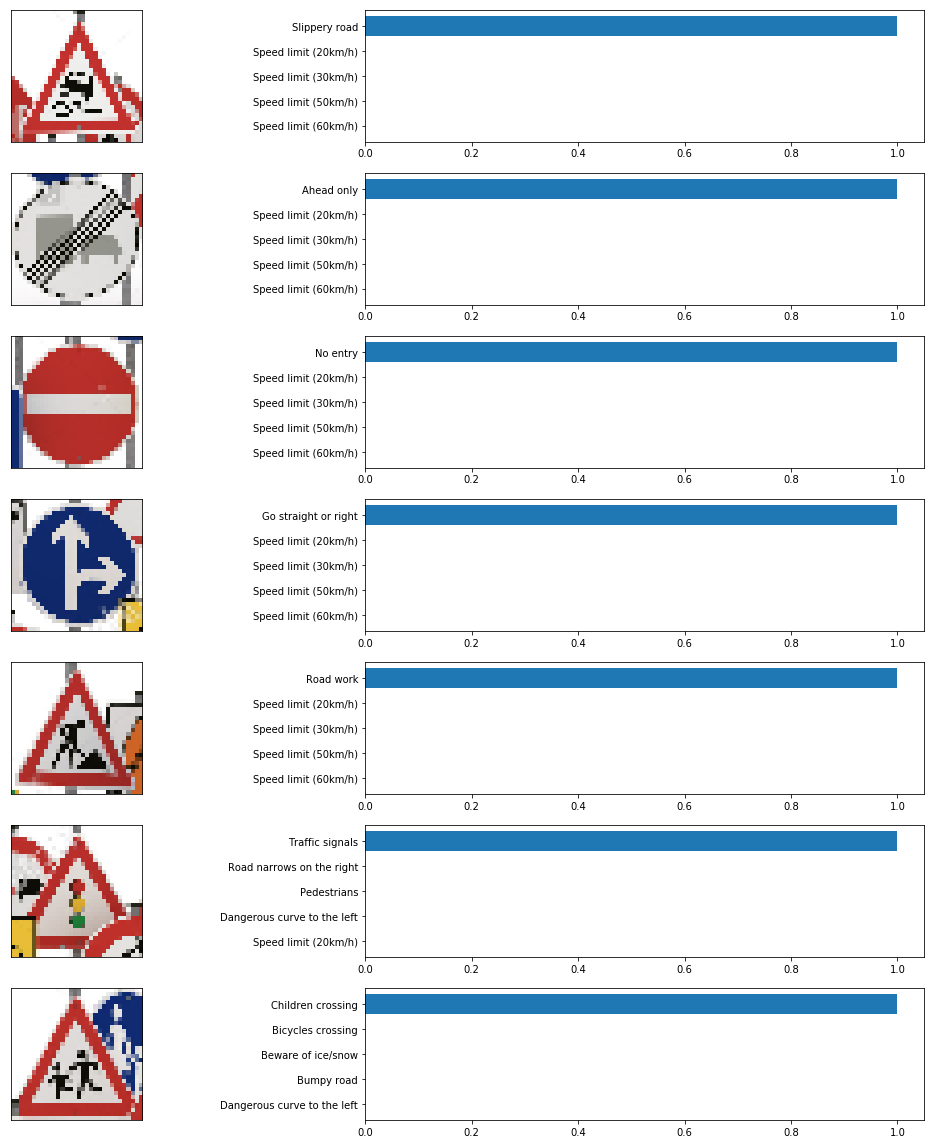 Slippery road
Speed limit (20km/h)
Speed limit (30km/h)
Speed limit (50km/h)
Speed limit (60km/h)
0.0 0.2 0.4 0.6 0.8 1.0
Ahead only
Speed limit (20km/h)
Speed limit (30km/h)
Speed limit (50km/h)
Speed limit (60km/h)
0.0 0.2 0.4 0.6 0.8 1.0
No entry
Speed limit (20km/h)
Speed limit (30km/h)
Speed limit (50km/h)
Speed limit (60km/h)
0.0 0.2 0.4 0.6 0.8 1.0
Go straight or right
Speed limit (20km/h)
Speed limit (30km/h)
Speed limit (50km/h)
Speed limit (60km/h)
0.0 0.2 0.4 0.6 0.8 1.0
Road work
Speed limit (20km/h)
Speed limit (30km/h)
Speed limit (50km/h)
Speed limit (60km/h)
0.0 0.2 0.4 0.6 0.8 1.0
Traffic signals
Road narrows on the right
Pedestrians
Dangerous curve to the left
Speed limit (20km/h)
0.0 0.2 0.4 0.6 0.8 1.0
Children crossing
Bicycles crossing
Beware of ice/snow
Bumpy road
Dangerous curve to the left
0.0 0.2 0.4 0.6 0.8 1.0